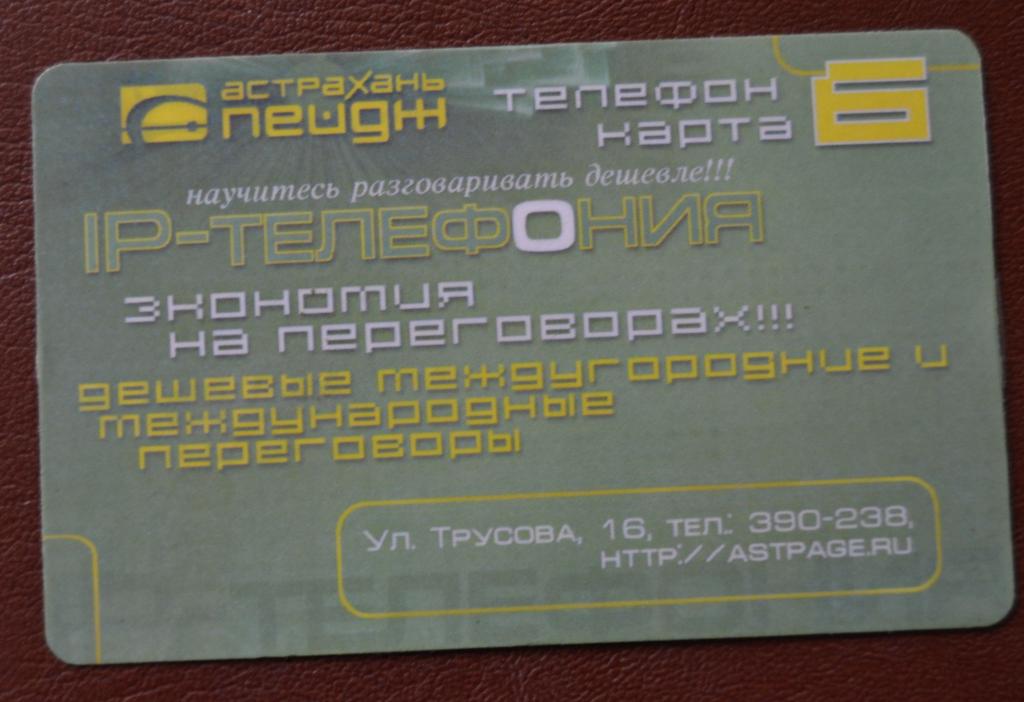 АСТРАХАНЬ
ПЕЙДЖ
ТЕЛЕФОН
КАРТА
6
научитесь разговаривать дешевле!!!
IP-ТЕЛЕФОНИЯ
ЭКОНОМИЯ
НА ПЕРЕГОВОРАХ!!!
ДЕШЕВЫЕ МЕЖДУГОРОДНИЕ И
МЕЖДУНАРОДНЫЕ
ПЕРЕГОВОРЫ
УЛ. ТРУСОВА, 16, ТЕЛ.: 390-238,
HTTP://ASTPAGE.RU